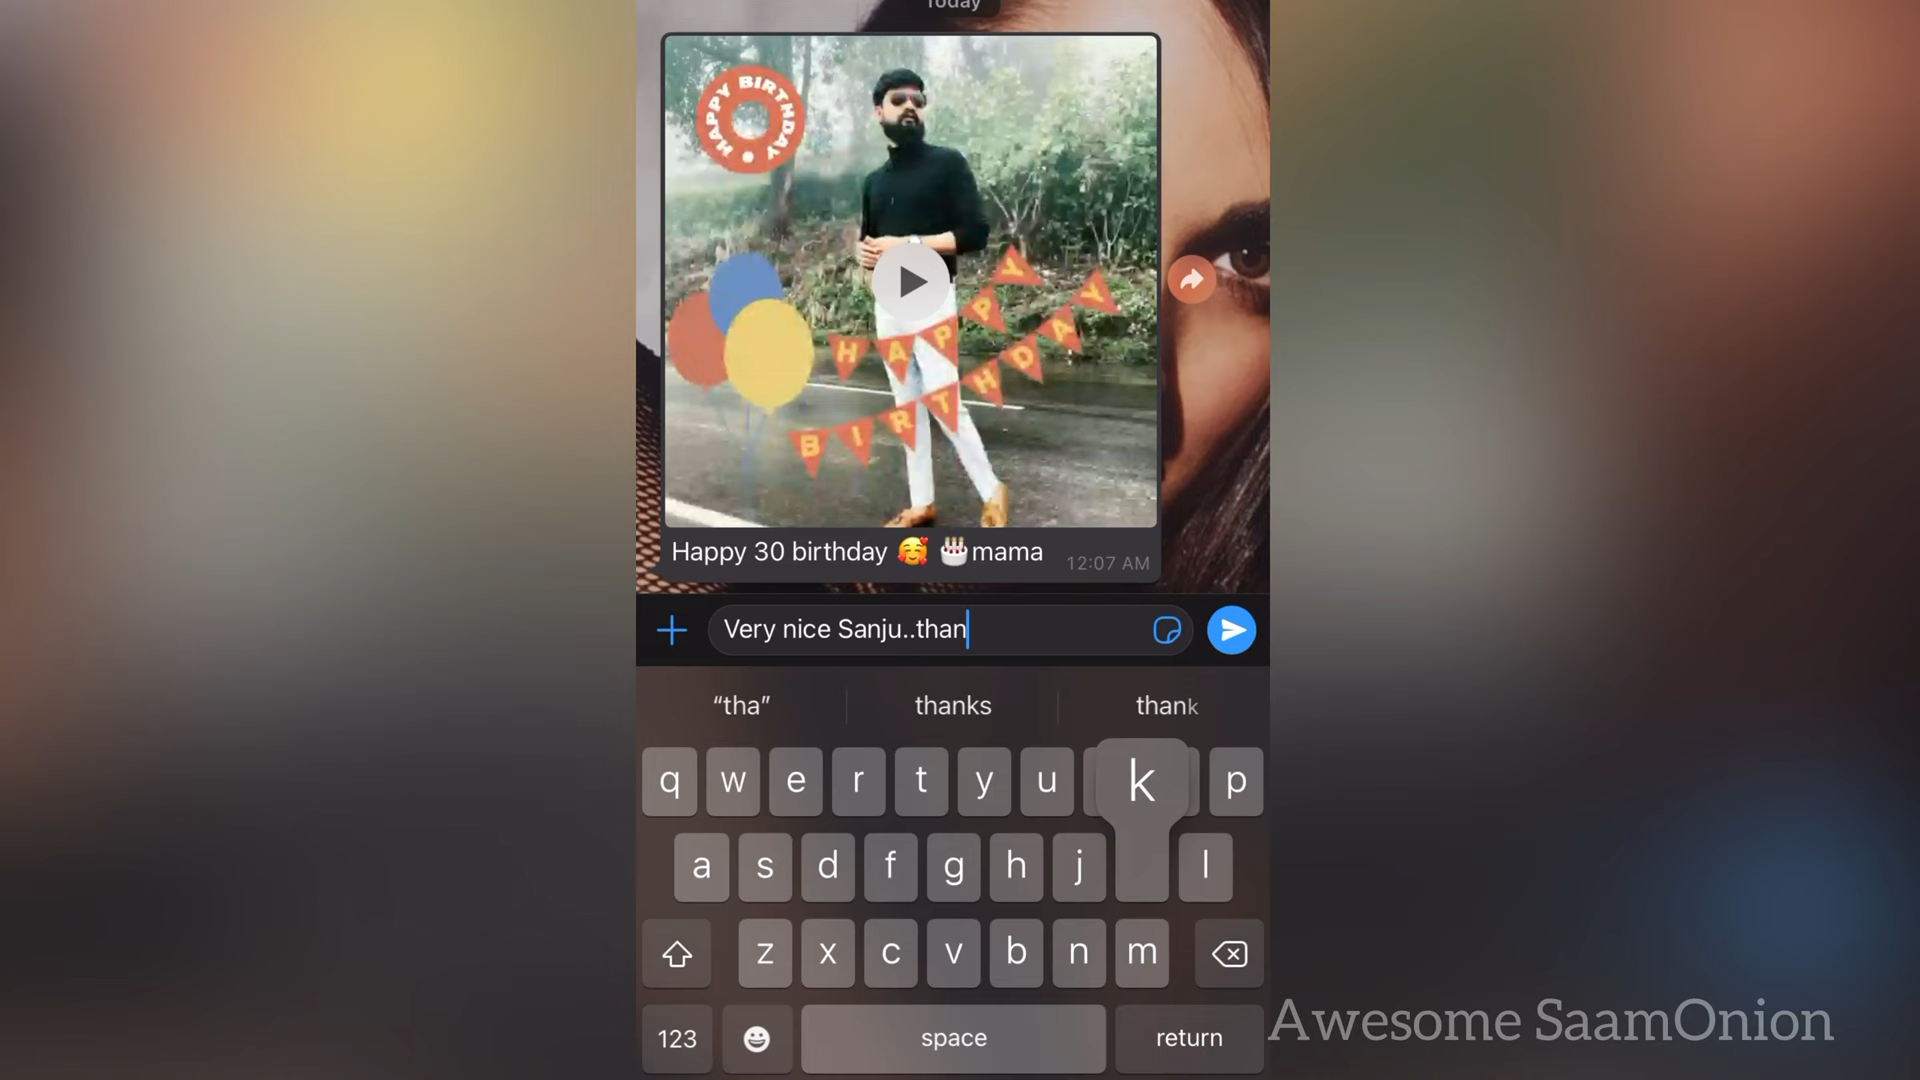 Today
HAPPY BIRTHDAY
HAPPY
BIRTHDAY
Happy 30 birthday 🥰 🎂mama
12:07 AM
Very nice Sanju..than
“tha” thanks thank
q w e r t y u k p
a s d f g h j l
z x c v b n m
123 space return
Awesome SaamOnion